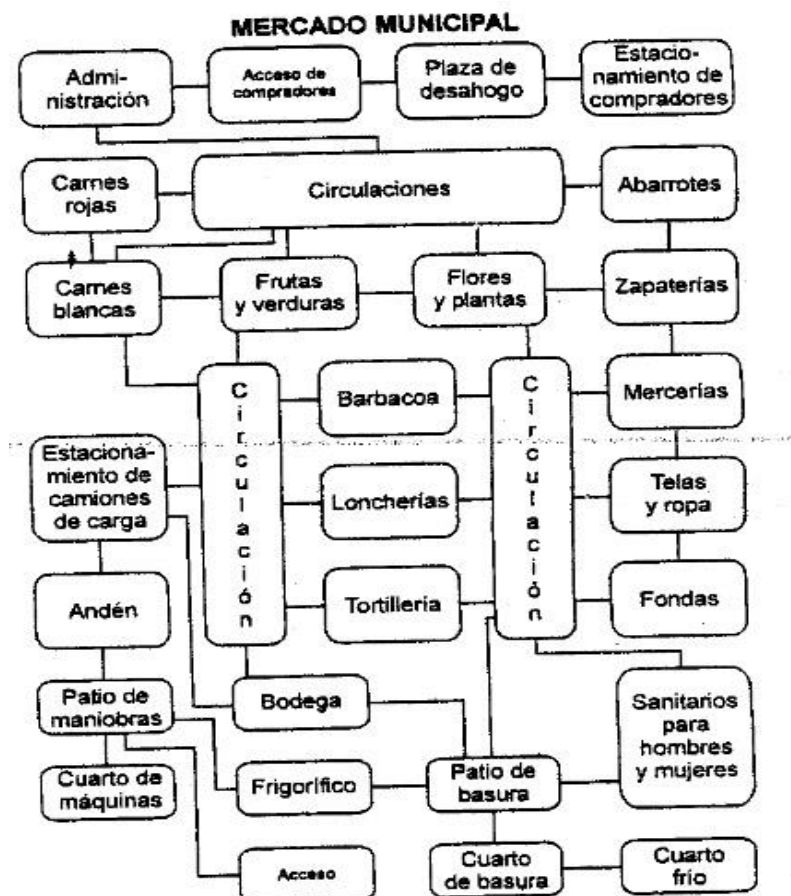 MERCADO MUNICIPAL
Admi-
nistración
Acceso de
compradores
Plaza de
desahogo
Estacio-
namiento de
compradores
Carnes
rojas
Circulaciones
Abarrotes
Carnes
blancas
Frutas
y verduras
Flores
y plantas
Zapaterías
Circulación
Barbacoa
Circutación
Mercerías
Estaciona-
miento de
camiones
de carga
Loncherías
Telas
y ropa
Andén
Tortillería
Fondas
Patio de
maniobras
Bodega
Sanitarios
para
hombres
y mujeres
Cuarto de
máquinas
Frigorífico
Patio de
basura
Acceso
Cuarto
de basura
Cuarto
frío